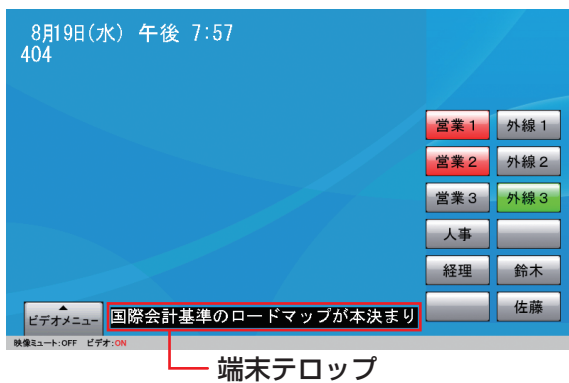 8月19日(水) 午後 7:57
404
営業1 外線1
営業2 外線2
営業3 外線3
人事
経理 鈴木
佐藤
ビデオメニュー 国際会計基準のロードマップが本決まり
映像ミュート:OFF ビデオ:ON
端末テロップ